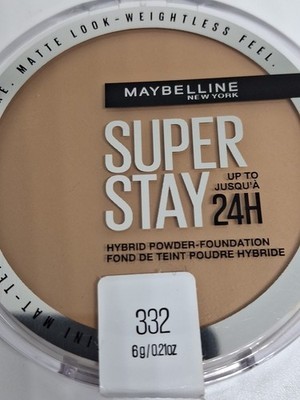 MATTE LOOK-WEIGHTLESS FEEL.
MAYBELLINE
NEW YORK
SUPER
STAY
UP TO
JUSQU'À
24H
HYBRID POWDER-FOUNDATION
FOND DE TEINT POUDRE HYBRIDE
332
6g/0.21oz